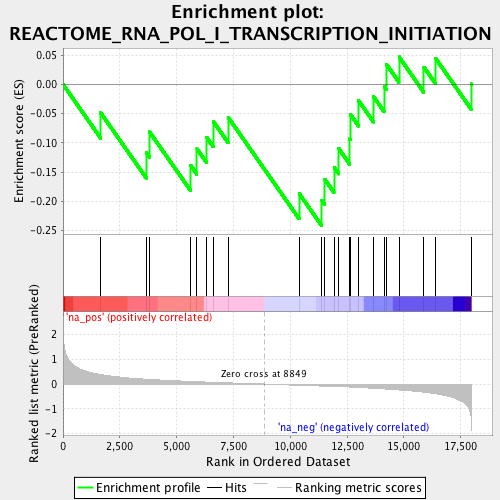 Enrichment plot:
REACTOME_RNA_POL_I_TRANSCRIPTION_INITIATION
Enrichment score (ES)
0.05
0.00
-0.05
-0.10
-0.15
-0.20
-0.25
'na_pos' (positively correlated)
Ranked list metric (PreRanked)
2
1
0
-1
-2
Zero cross at 8849
'na_neg' (negatively correlated)
0
2,500
5,000
7,500
10,000
12,500
15,000
17,500
Rank in Ordered Dataset
Enrichment profile
Hits
Ranking metric scores